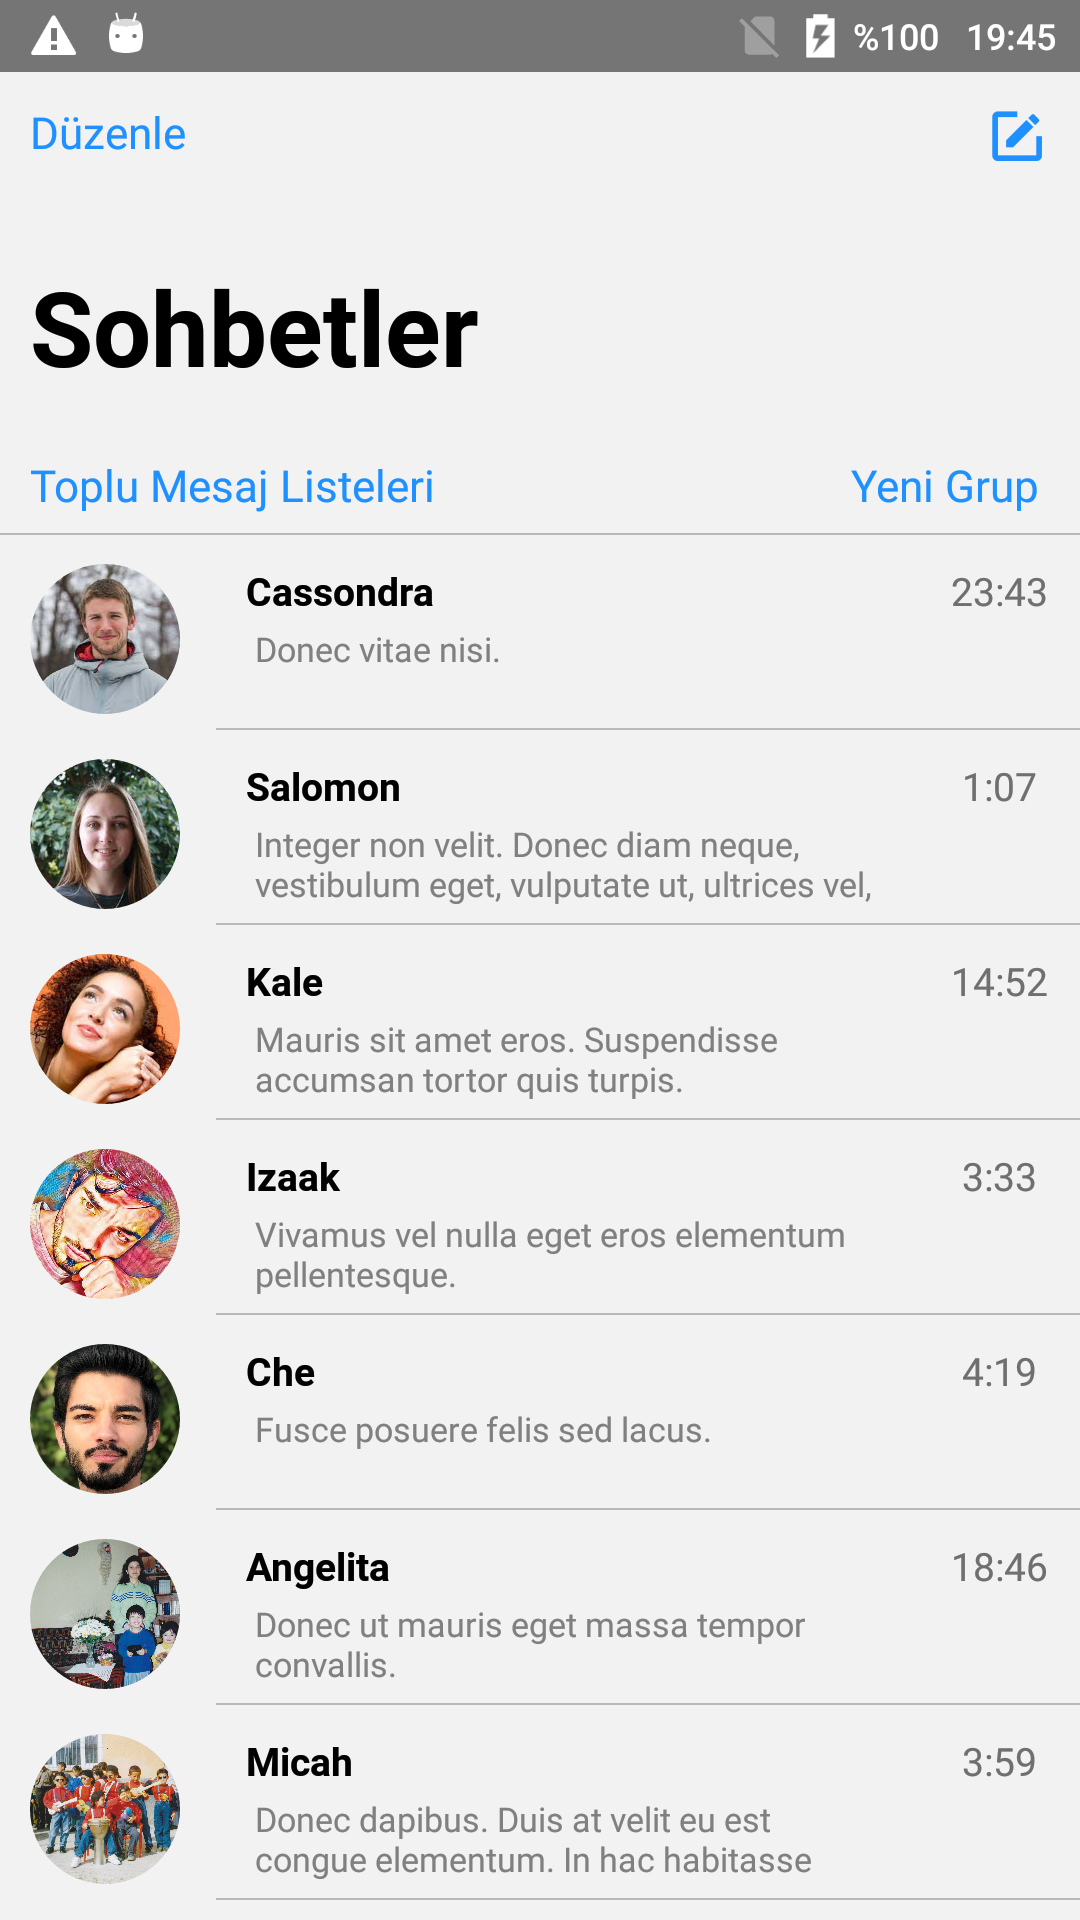 %100 19:45
Düzenle
Sohbetler
Toplu Mesaj Listeleri Yeni Grup
Cassondra 23:43
Donec vitae nisi.
Salomon 1:07
Integer non velit. Donec diam neque,
vestibulum eget, vulputate ut, ultrices vel,
Kale 14:52
Mauris sit amet eros. Suspendisse
accumsan tortor quis turpis.
Izaak 3:33
Vivamus vel nulla eget eros elementum
pellentesque.
Che 4:19
Fusce posuere felis sed lacus.
Angelita 18:46
Donec ut mauris eget massa tempor
convallis.
Micah 3:59
Donec dapibus. Duis at velit eu est
congue elementum. In hac habitasse